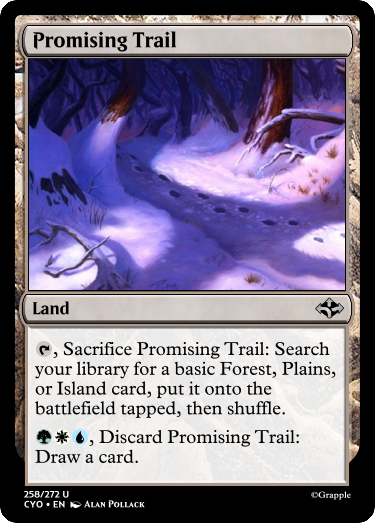 Promising Trail
Land
, Sacrifice Promising Trail: Search
your library for a basic Forest, Plains,
or Island card, put it onto the
battlefield tapped, then shuffle.
, Discard Promising Trail:
Draw a card.
258/272 U
CYO • EN Alan Pollack
©Grapple